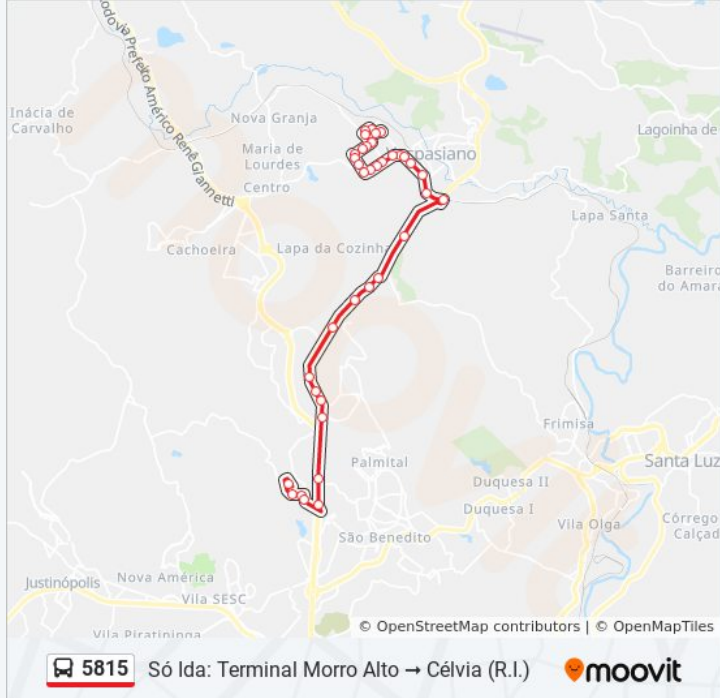 Rodovia Prefeito Américo Renê Giannetti
Inácia de
Carvalho
Nova Granja
Vespasiano
Lagoinha de
Maria de
Lourdes
Centro
Lapa Santa
Cachoeira
Lapa da Cozinha
Barreiro
do Amara
Frimisa
Palmital
Santa Luz
Duquesa II
Duquesa I
Vila Olga
Córrego
Calçad
São Benedito
Justinópolis
Nova América
Vila SESC
Vila Piratininga
© OpenStreetMap contributors | © OpenMapTiles
5815 Só Ida: Terminal Morro Alto → Célvia (R.I.) moovit